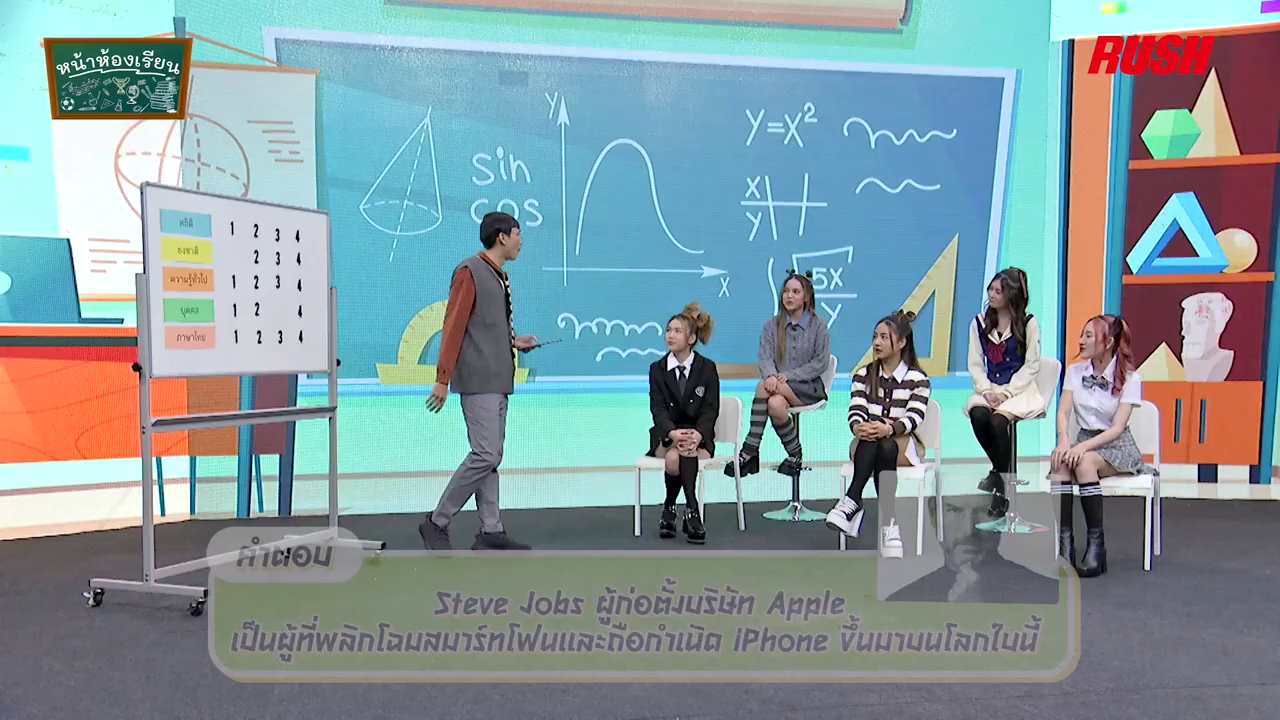 หน้าห้องเรียน
RUSH
sin
cos
y
x
y=x²
x
y
5x
y
สถิติ 1 2 3 4
ธงชาติ 2 3 4
ความรู้ทั่วไป 1 2 3 4
บุคคล 1 2 4
ภาษาไทย 1 2 3 4
คำตอบ
Steve Jobs ผู้ก่อตั้งบริษัท Apple
เป็นผู้ที่พลิกโฉมสมาร์ทโฟนและถือกำเนิด iPhone ขึ้นมาบนโลกใบนี้